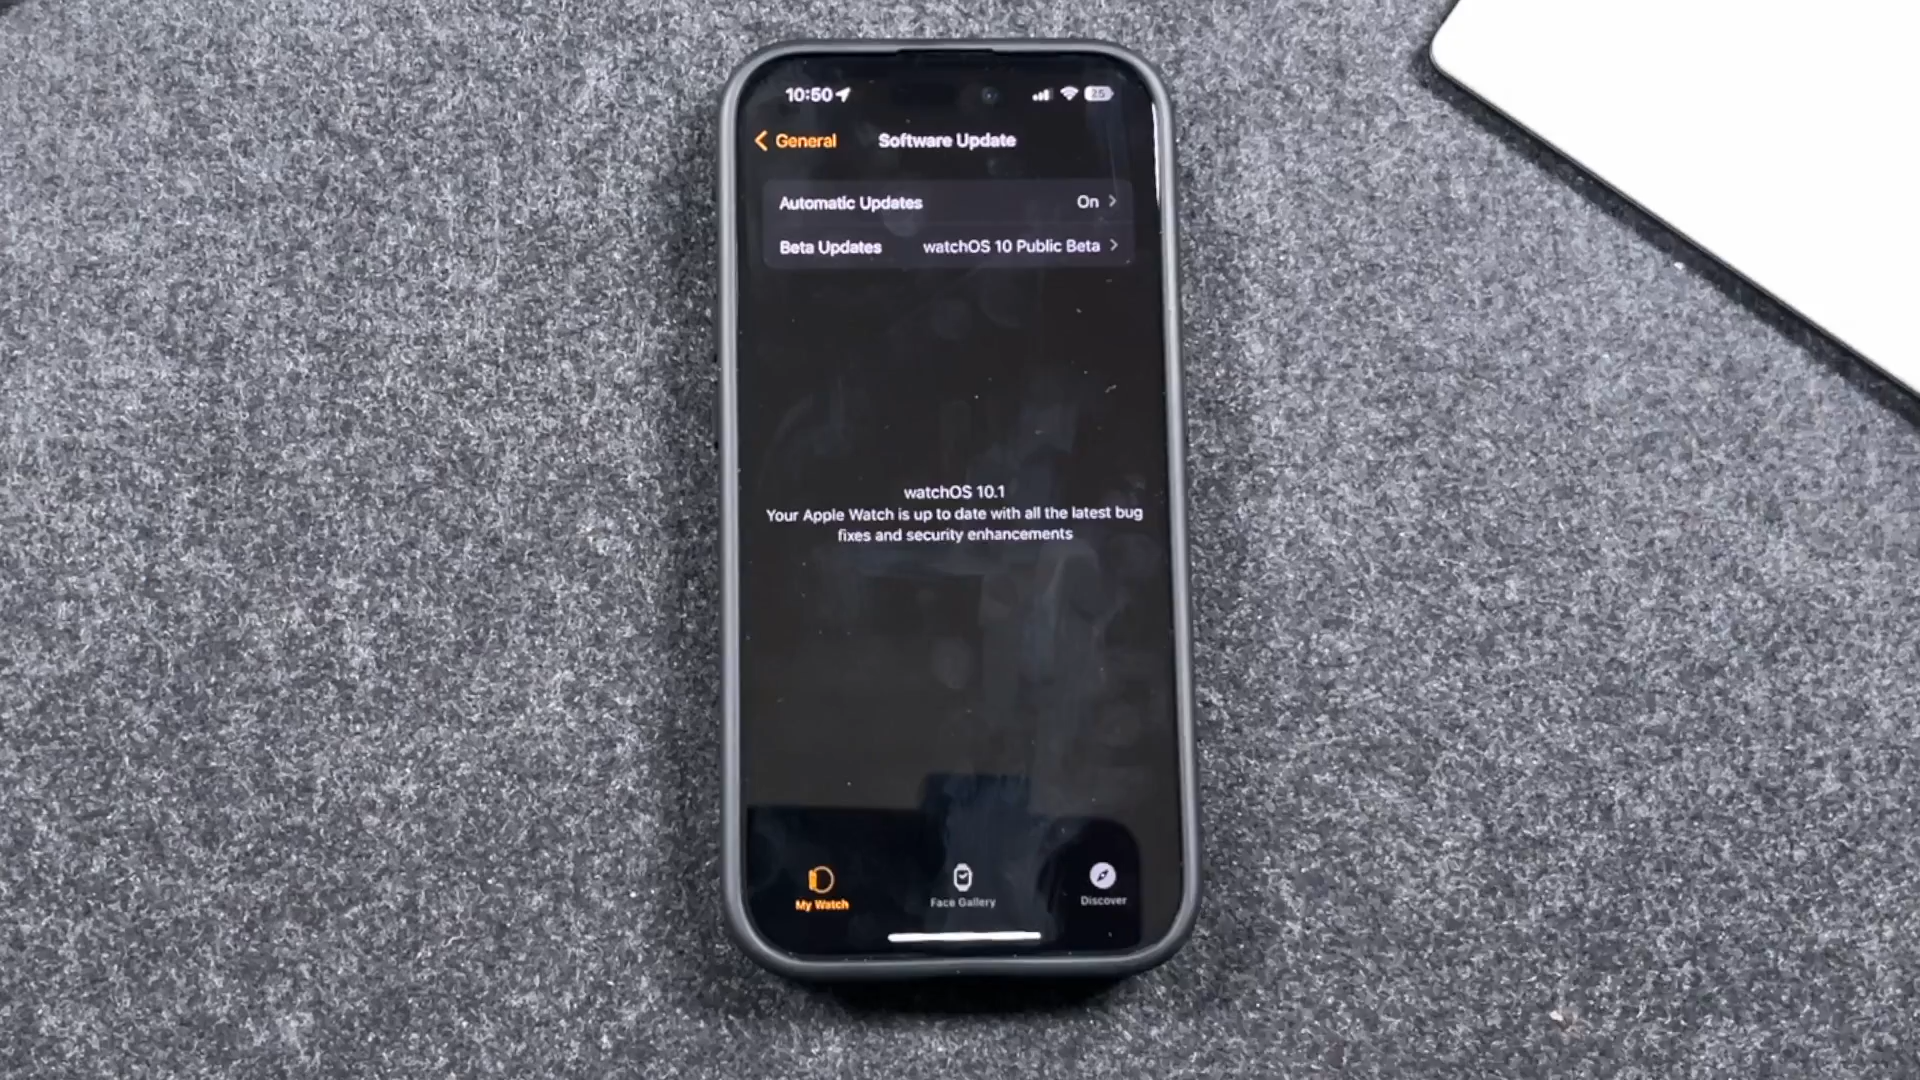 10:50
25
General
Software Update
Automatic Updates On
Beta Updates watchOS 10 Public Beta
watchOS 10.1
Your Apple Watch is up to date with all the latest bug
fixes and security enhancements
My Watch
Face Gallery
Discover